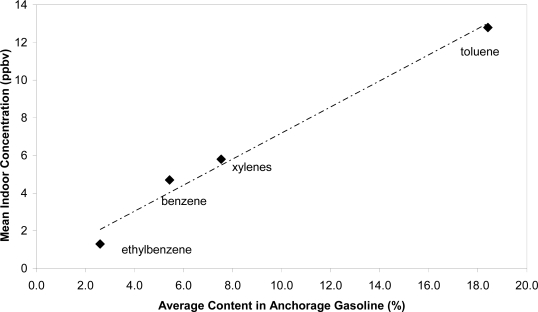 14
12
10
8
6
4
2
0
Mean Indoor Concentration (ppbv)
toluene
xylenes
benzene
ethylbenzene
0.0 2.0 4.0 6.0 8.0 10.0 12.0 14.0 16.0 18.0 20.0
Average Content in Anchorage Gasoline (%)